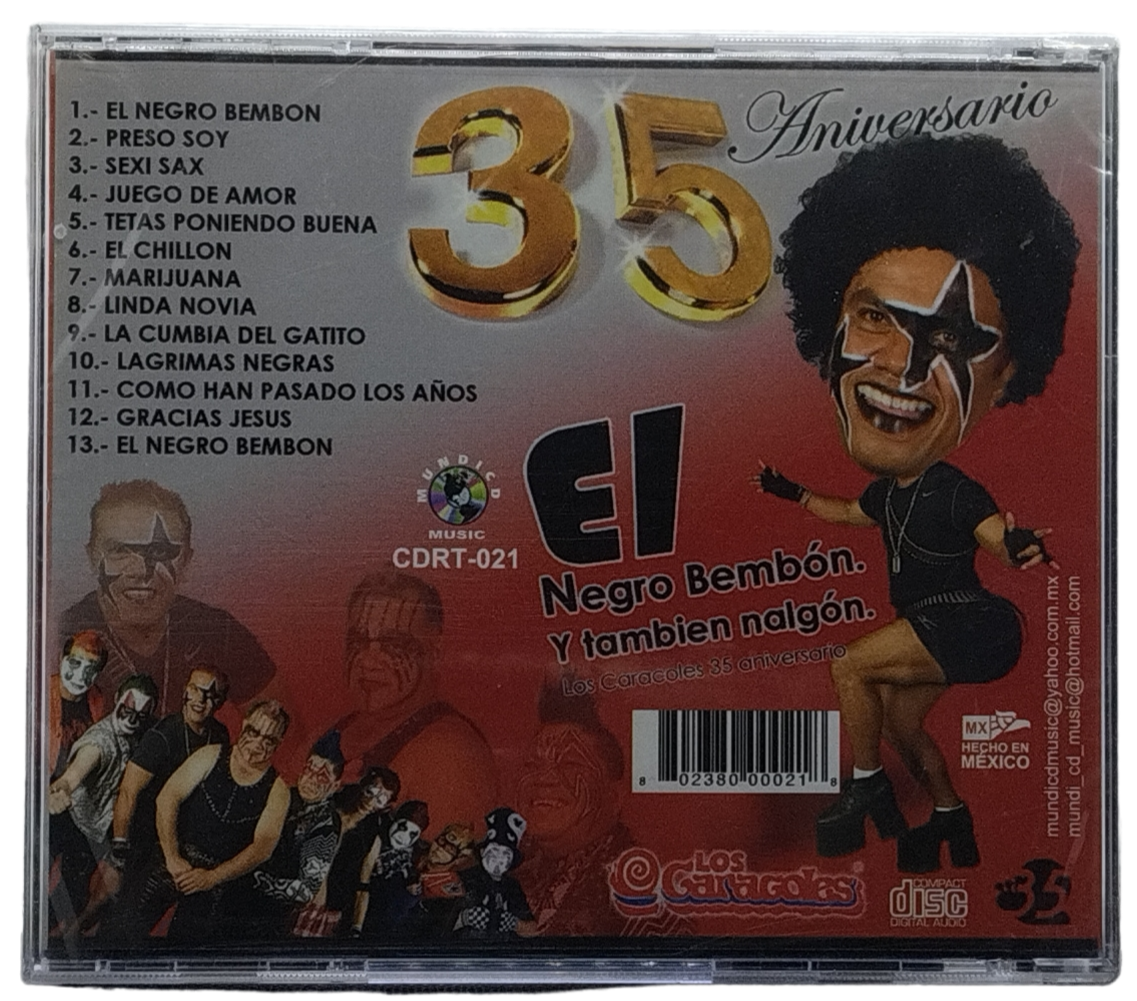 1.- EL NEGRO BEMBON
2.- PRESO SOY
3.- SEXI SAX
4.- JUEGO DE AMOR
5.- TETAS PONIENDO BUENA
6.- EL CHILLON
7.- MARIJUANA
8.- LINDA NOVIA
9.- LA CUMBIA DEL GATITO
10.- LAGRIMAS NEGRAS
11.- COMO HAN PASADO LOS AÑOS
12.- GRACIAS JESUS
13.- EL NEGRO BEMBON
35 Aniversario
MUNDICD
MUSIC
CDRT-021
El
Negro Bembón.
Y tambien nalgón.
Los Caracoles 35 aniversario
8 02380 00021 8
MX
HECHO EN
MÉXICO
mundicdmusic@yahoo.com.mx
mundi_cd_music@hotmail.com
LOS
Caracoles
COMPACT
disc
DIGITAL AUDIO
35